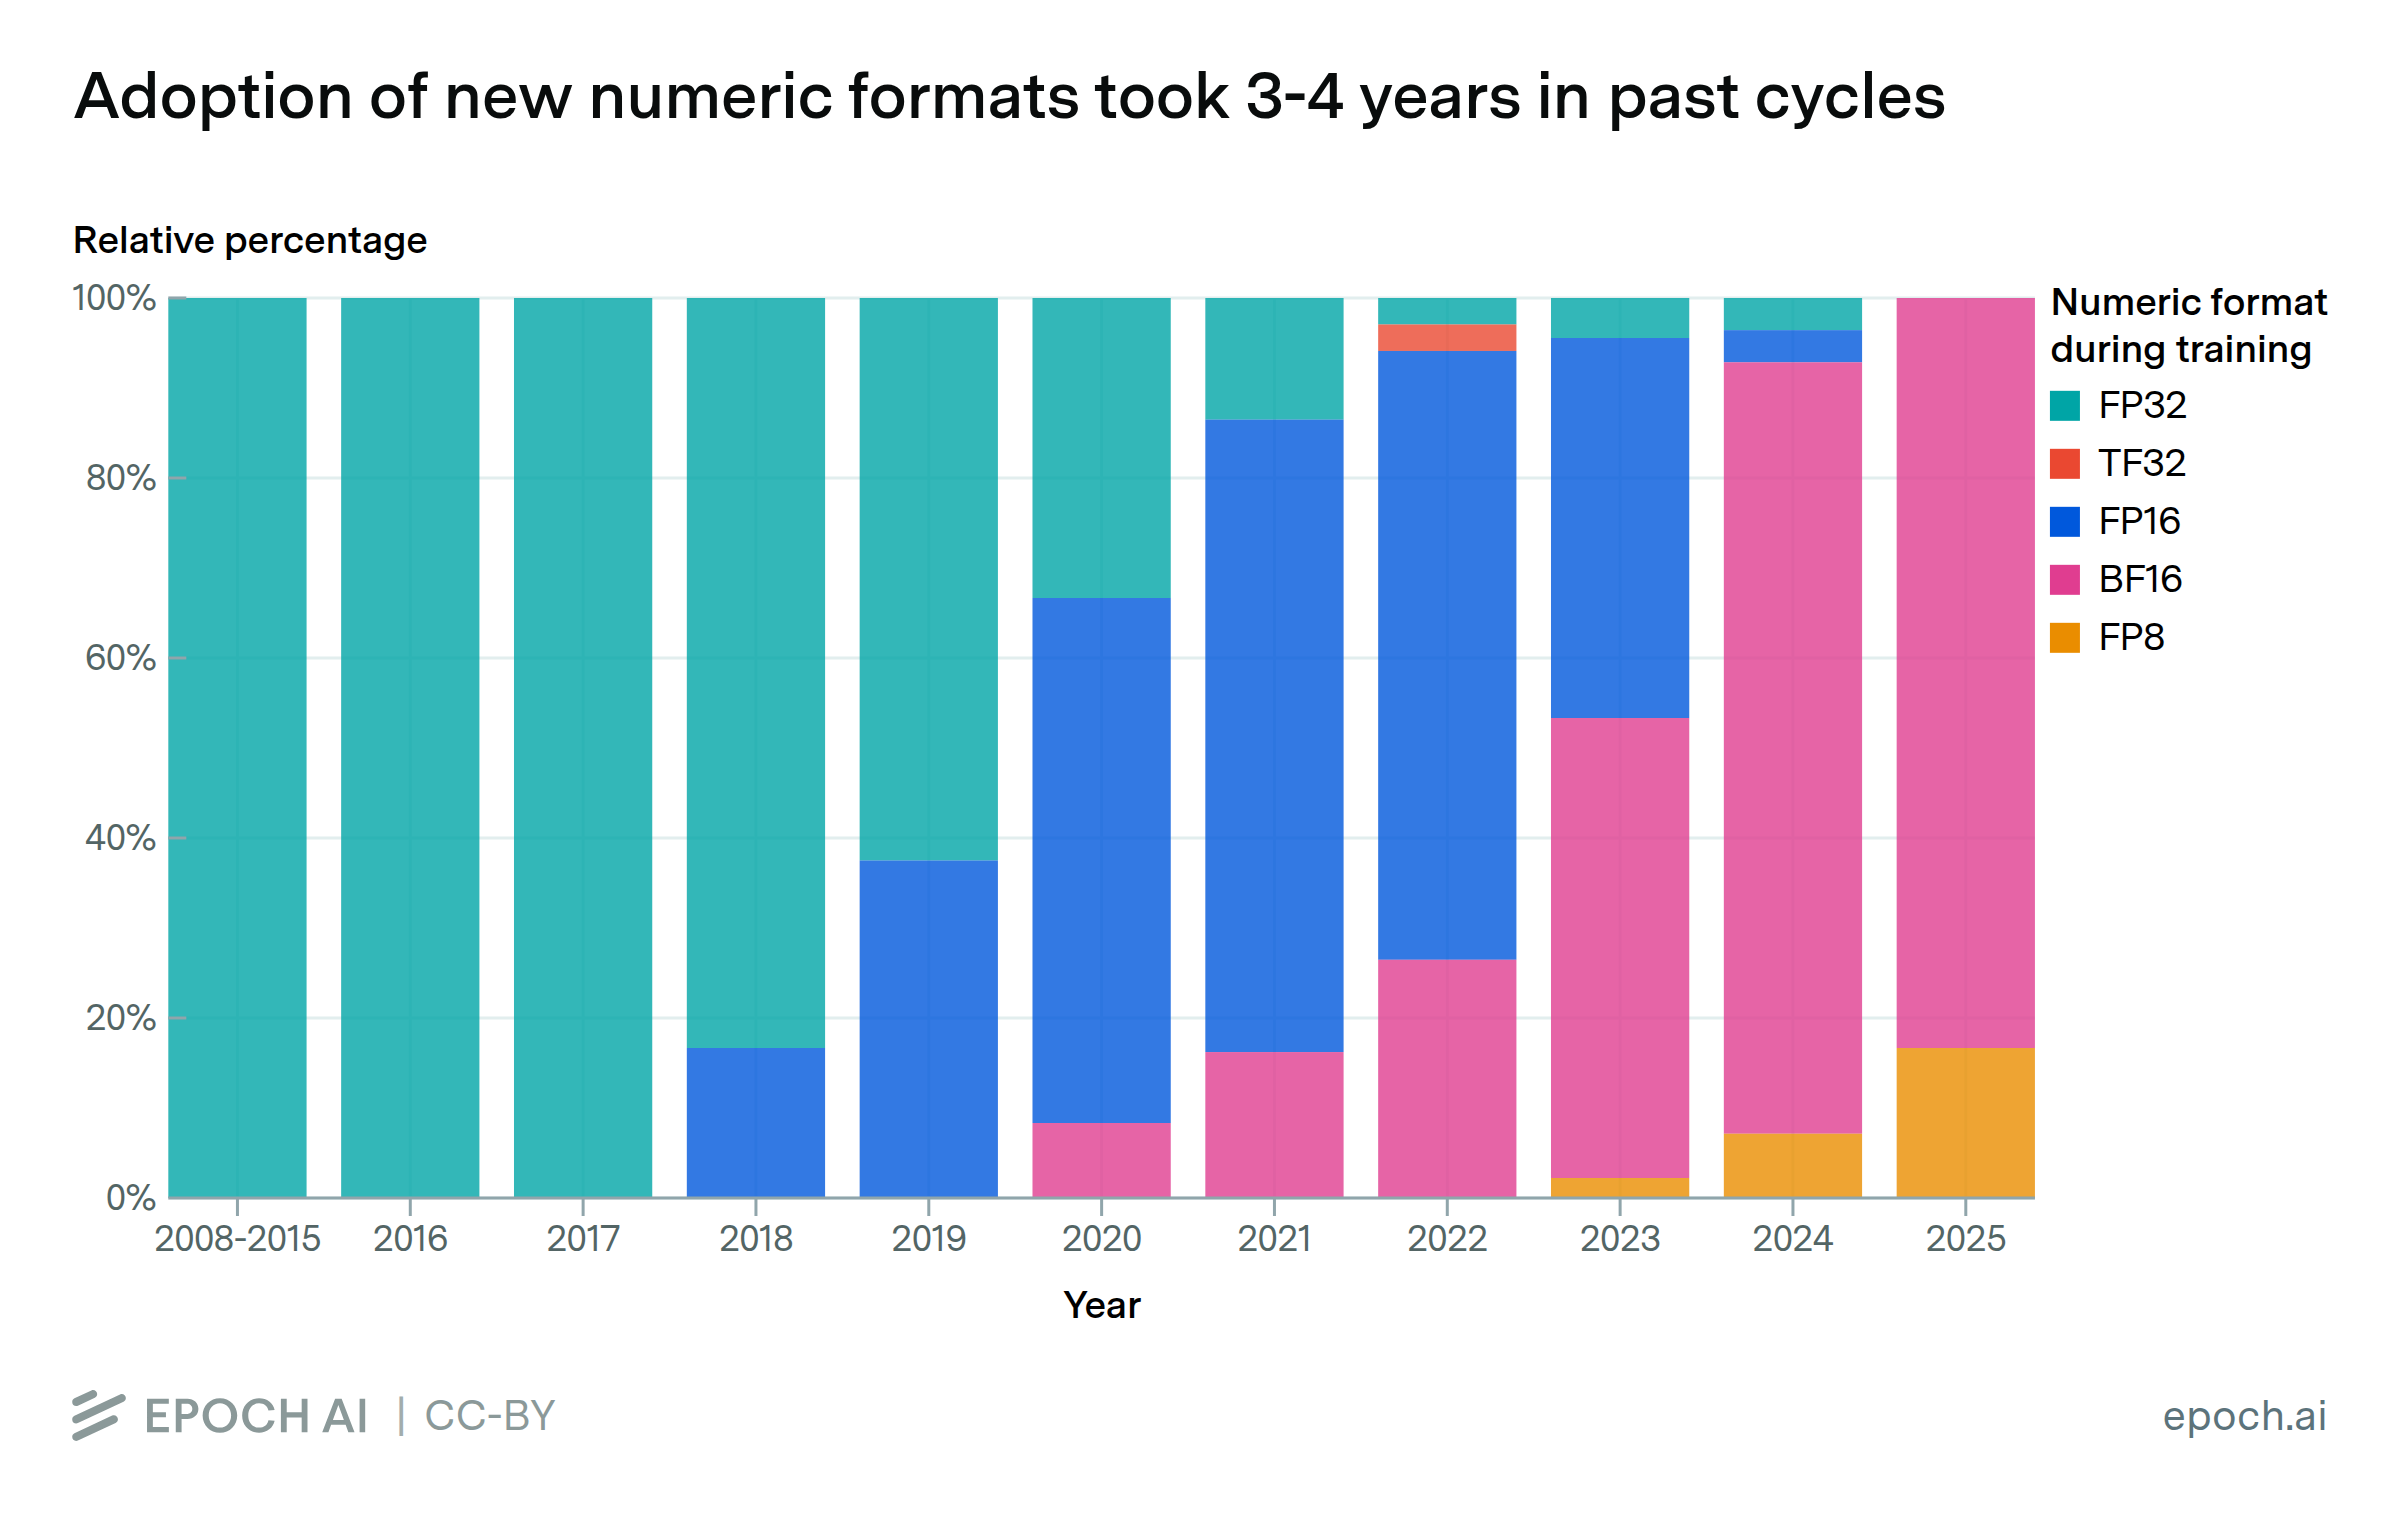 Adoption of new numeric formats took 3-4 years in past cycles
Relative percentage
100%
80%
60%
40%
20%
0%
2008-2015 2016 2017 2018 2019 2020 2021 2022 2023 2024 2025
Year
Numeric format
during training
FP32
TF32
FP16
BF16
FP8
EPOCH AI | CC-BY
epoch.ai